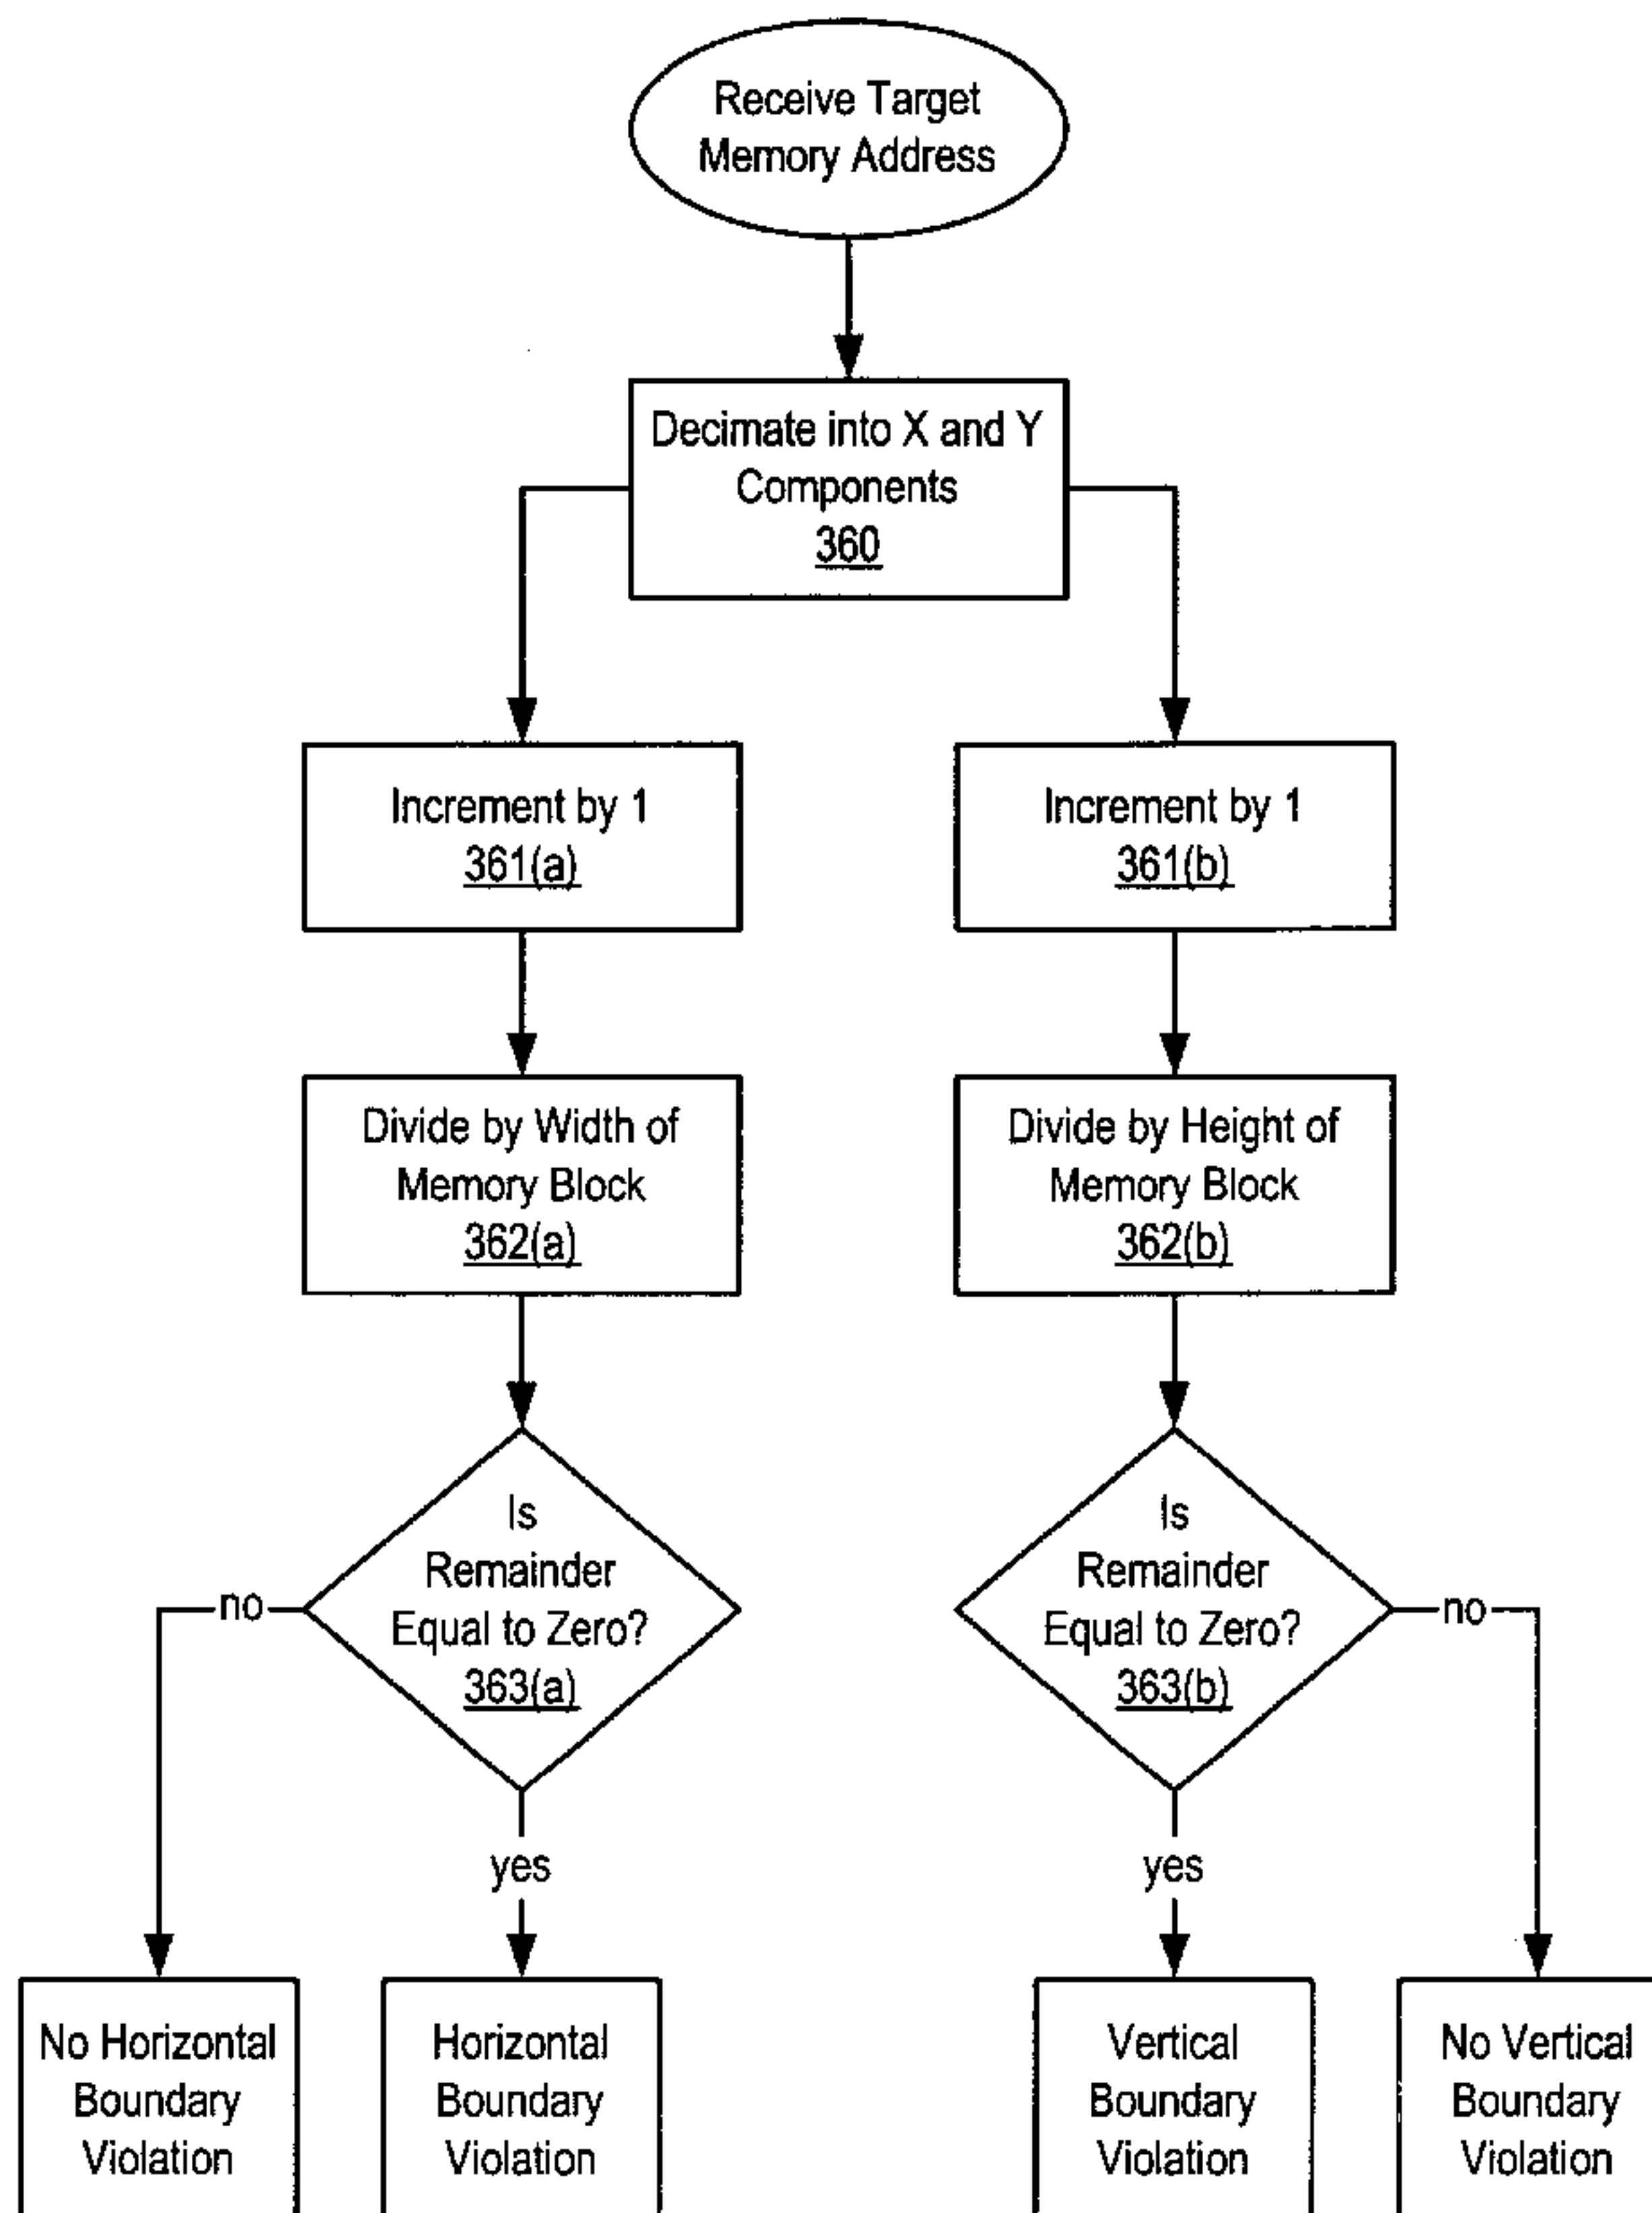 Receive Target
Memory Address
Decimate into X and Y
Components
360
Increment by 1
361(a)
Increment by 1
361(b)
Divide by Width of
Memory Block
362(a)
Divide by Height of
Memory Block
362(b)
Is
Remainder
Equal to Zero?
363(a)
Is
Remainder
Equal to Zero?
363(b)
no
no
yes
yes
No Horizontal
Boundary
Violation
Horizontal
Boundary
Violation
Vertical
Boundary
Violation
No Vertical
Boundary
Violation